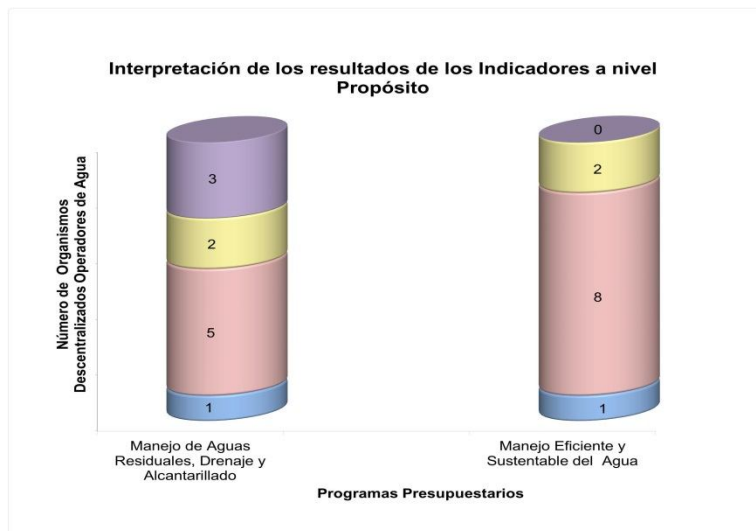 Interpretación de los resultados de los Indicadores a nivel
Propósito
Número de Organismos
Descentralizados Operadores de Agua
3
2
5
1
0
2
8
1
Manejo de Aguas
Residuales, Drenaje y
Alcantarillado
Manejo Eficiente y
Sustentable del Agua
Programas Presupuestarios